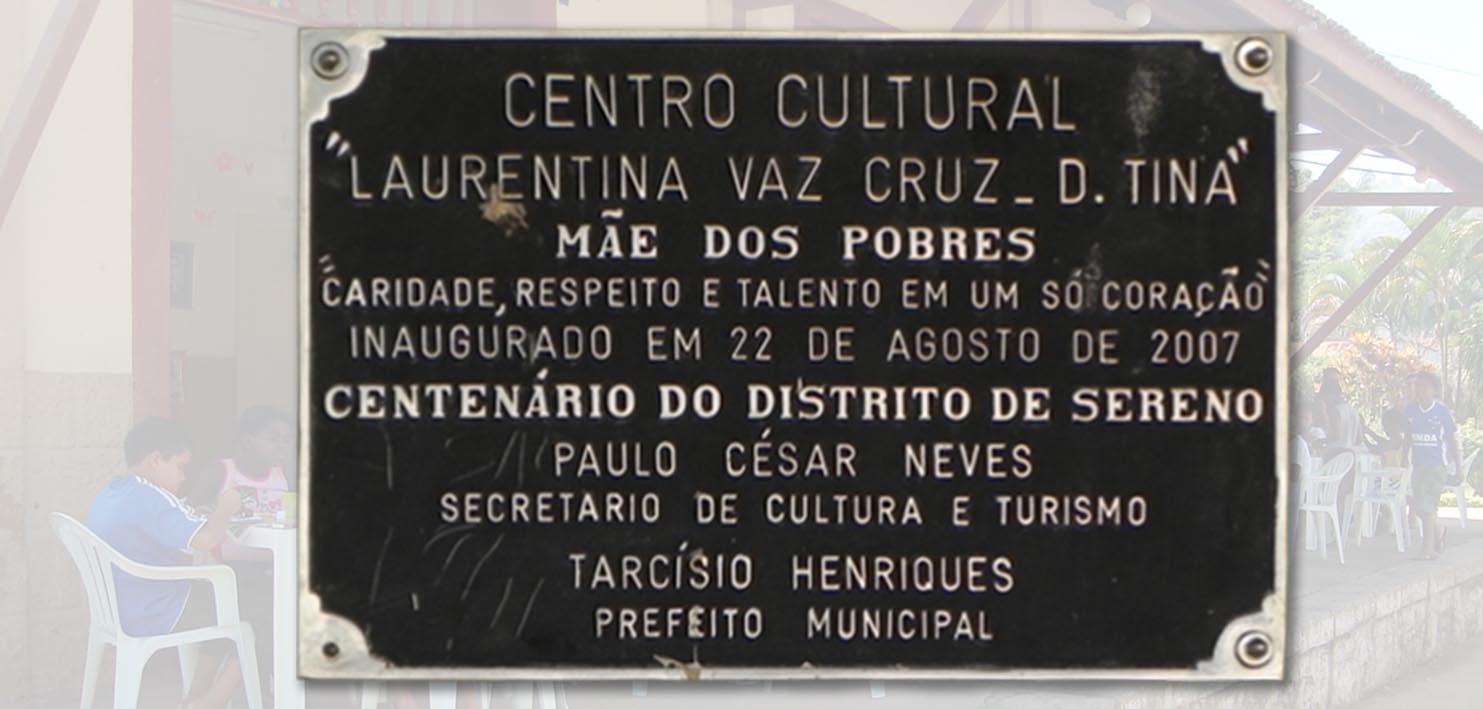 CENTRO CULTURAL
"LAURENTINA VAZ CRUZ - D. TINA"
MÃE DOS POBRES
"CARIDADE, RESPEITO E TALENTO EM UM SÓ CORAÇÃO"
INAUGURADO EM 22 DE AGOSTO DE 2007
CENTENÁRIO DO DISTRITO DE SERENO
PAULO CÉSAR NEVES
SECRETARIO DE CULTURA E TURISMO
TARCÍSIO HENRIQUES
PREFEITO MUNICIPAL